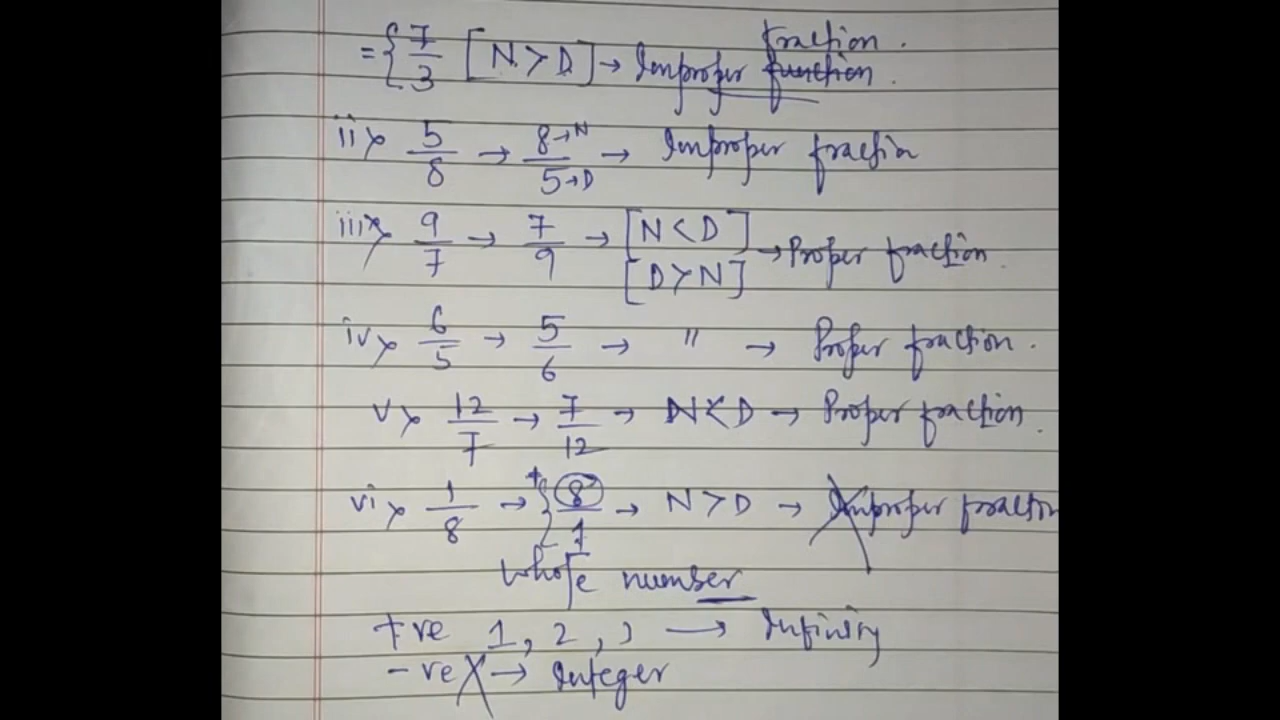 = { 7/3 [N>D] → Improper function fraction.
ii> 5/8 → 8→N/5→D → Improper fraction
iii> 9/7 → 7/9 → [N<D] [D>N] → Proper fraction.
iv> 6/5 → 5/6 → " → Proper fraction.
v> 12/7 → 7/12 → N<D → Proper fraction.
vi> 1/8 → + { 8/1 → N>D → Improper fraction
Whole number
+ve 1, 2, ) → Infinity
-ve X → Integer